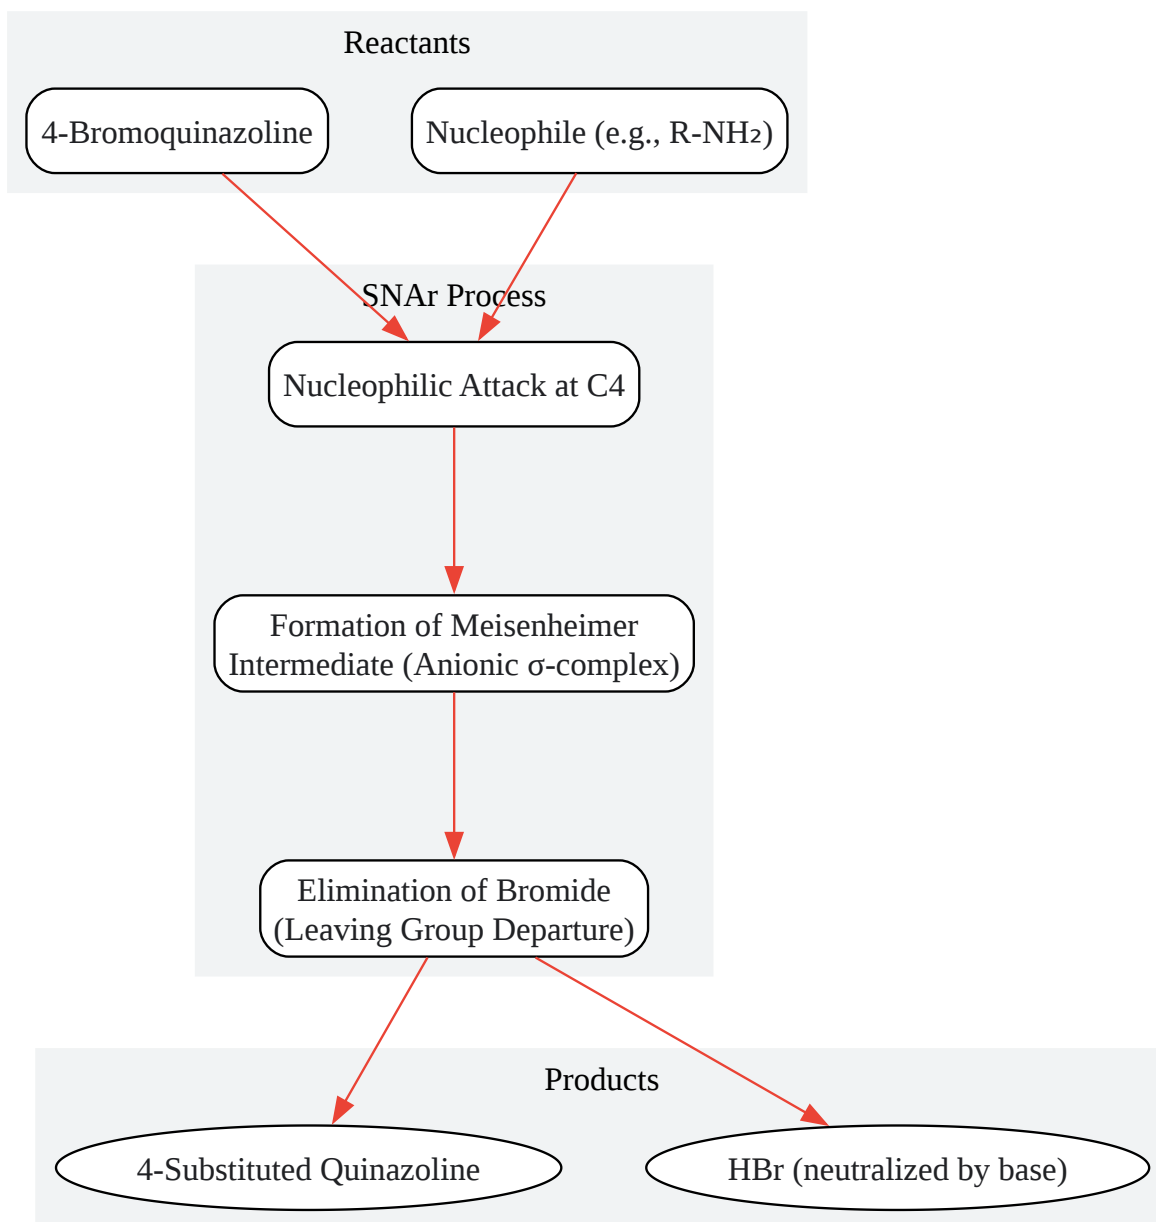 Reactants
4-Bromoquinazoline
Nucleophile (e.g., R-NH₂)
SNAr Process
Nucleophilic Attack at C4
Formation of Meisenheimer
Intermediate (Anionic σ-complex)
Elimination of Bromide
(Leaving Group Departure)
Products
4-Substituted Quinazoline
HBr (neutralized by base)